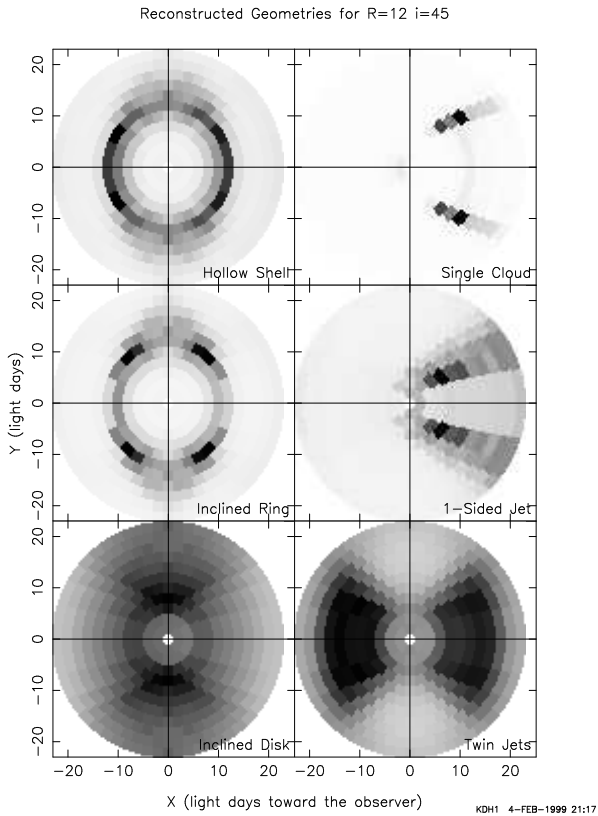 Reconstructed Geometries for R=12 i=45
20
10
0
−10
−20
Hollow Shell
Single Cloud
20
10
0
−10
−20
Inclined Ring
1-Sided Jet
Y (light days)
20
10
0
−10
−20
Inclined Disk
Twin Jets
−20 −10 0 10 20 −20 −10 0 10 20
X (light days toward the observer)
KDH1 4-FEB-1999 21:17